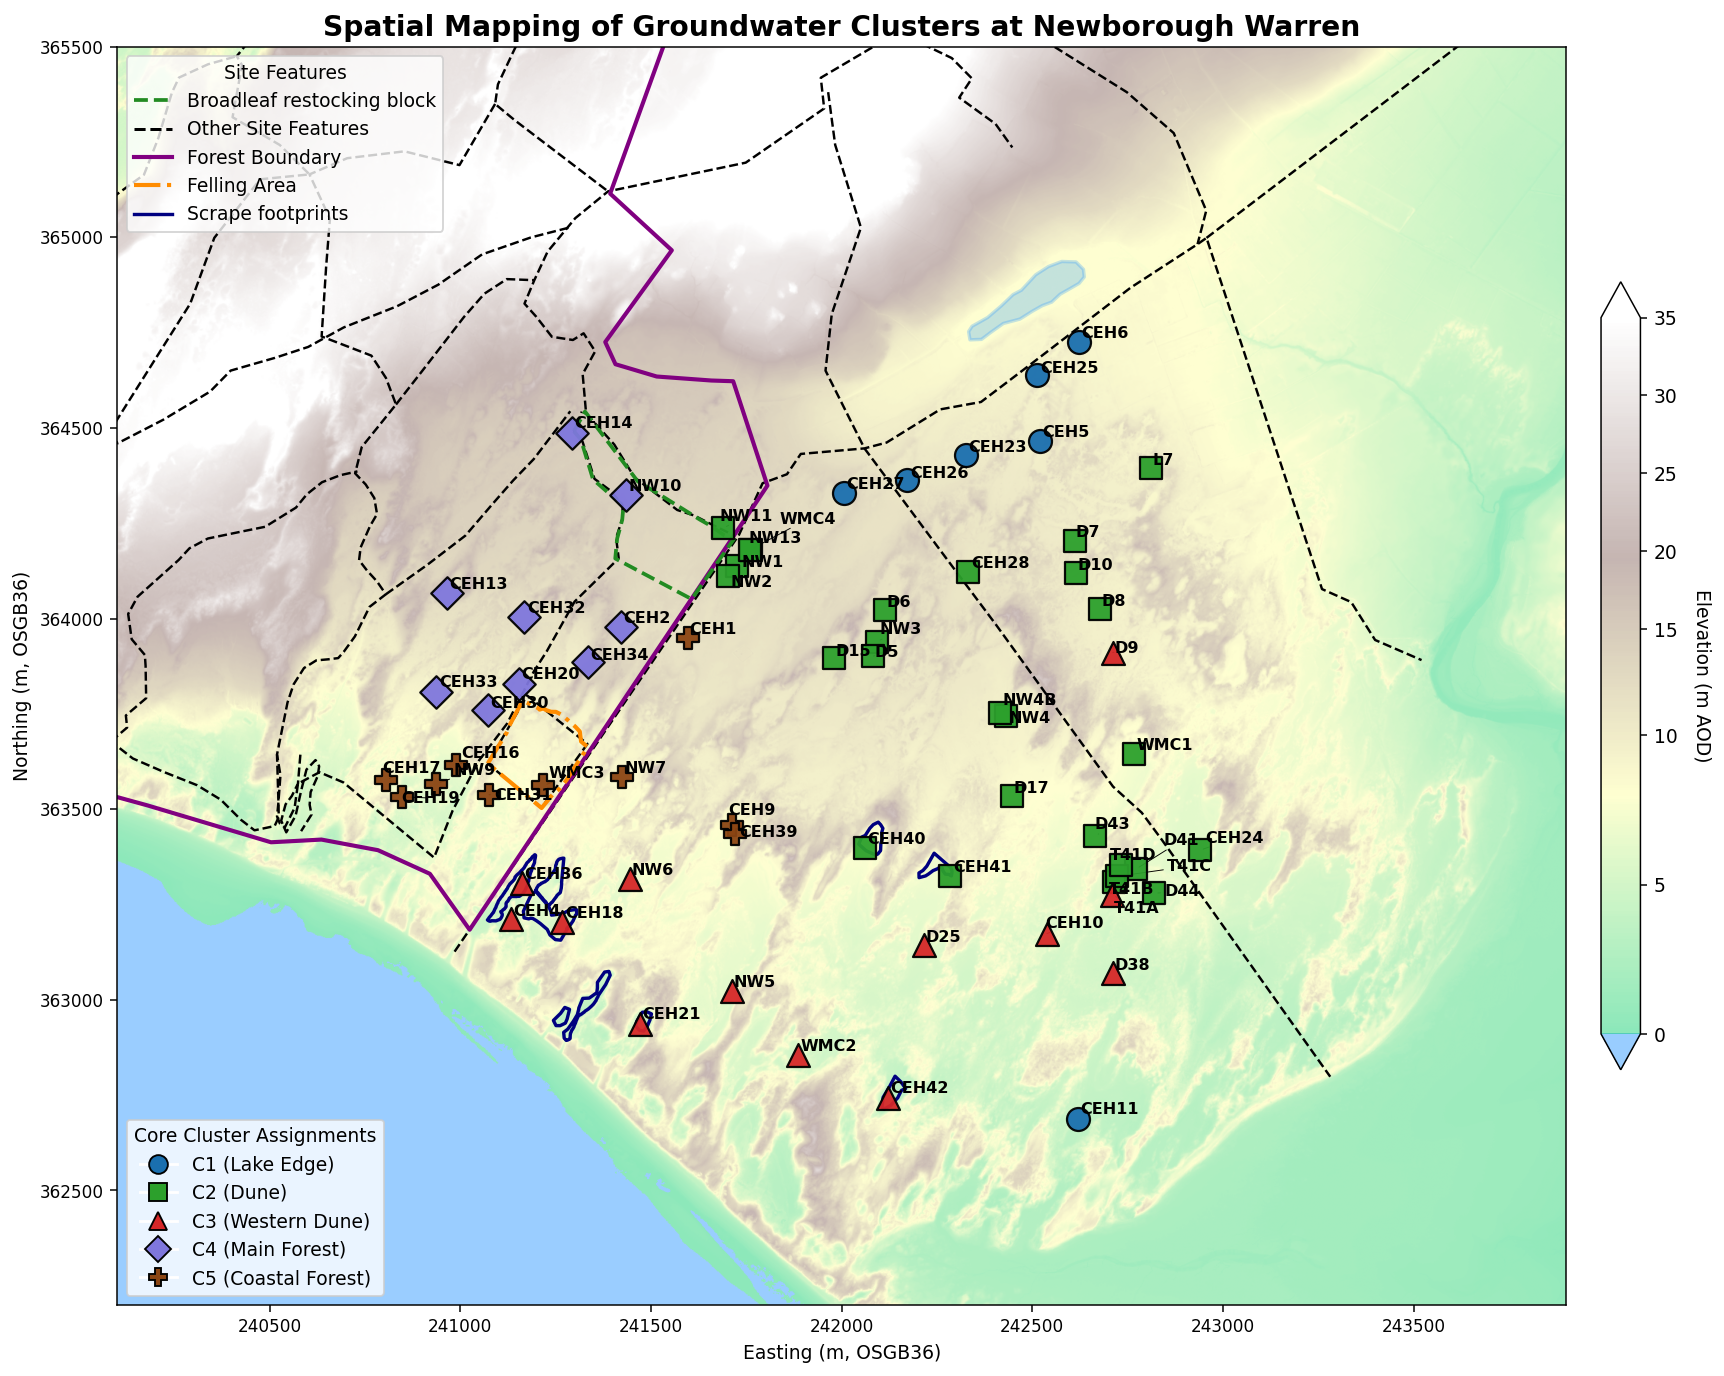 Spatial Mapping of Groundwater Clusters at Newborough Warren
365500
365000
364500
364000
363500
363000
362500
Northing (m, OSGB36)
Site Features
Broadleaf restocking block
Other Site Features
Forest Boundary
Felling Area
Scrape footprints
CEH6
CEH25
CEH14
CEH5
CEH23
L7
CEH26
CEH27
NW10
NW11
WMC4
NW13
D7
NW1
CEH28
D10
NW2
CEH13
D6
D8
CEH32
CEH2
CEH1
NW3
D15
D5
D9
CEH34
CEH20
CEH33
CEH30
NW4B
NW4
CEH16
WMC1
CEH17
NW9
WMC3
NW7
CEH19
CEH31
D17
CEH9
CEH39
D43
CEH40
D41
CEH24
T41D
CEH41
T41C
CEH36
NW6
T41B
D44
T41A
CEH4
CEH18
CEH10
D25
D38
NW5
CEH21
WMC2
CEH42
CEH11
Core Cluster Assignments
C1 (Lake Edge)
C2 (Dune)
C3 (Western Dune)
C4 (Main Forest)
C5 (Coastal Forest)
240500
241000
241500
242000
242500
243000
243500
Easting (m, OSGB36)
35
30
25
20
15
10
5
0
Elevation (m AOD)